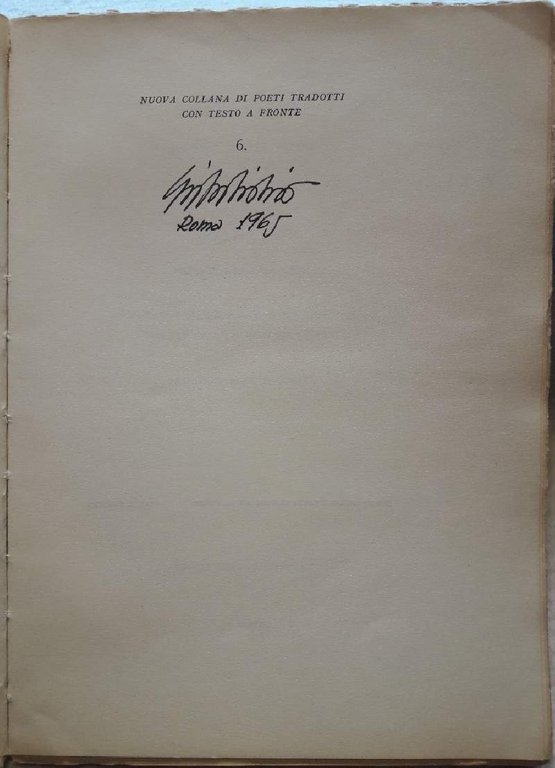 NUOVA COLLANA DI POETI TRADOTTI
CON TESTO A FRONTE
6.
Roma 1965